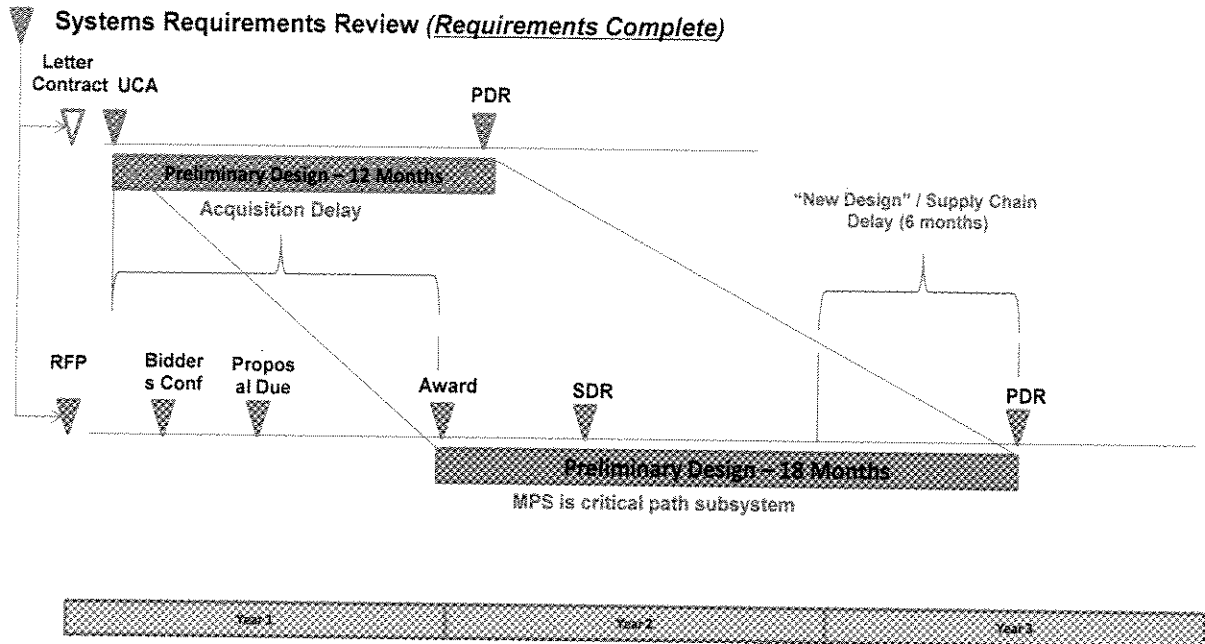 Systems Requirements Review (Requirements Complete)
Letter
Contract UCA
PDR
Preliminary Design – 12 Months
Acquisition Delay
"New Design" / Supply Chain
Delay (6 months)
RFP
Bidder
s Conf
Propos
al Due
Award
SDR
PDR
Preliminary Design – 18 Months
MPS is critical path subsystem
Year 1
Year 2
Year 3